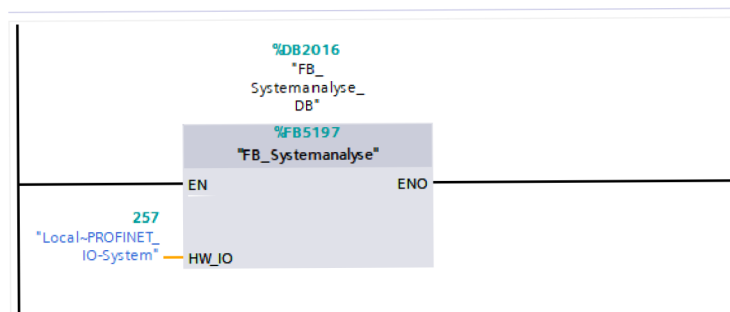 %DB2016
"FB_
Systemanalyse_
DB"
%FB5197
"FB_Systemanalyse"
EN
ENO
257
"Local~PROFINET_
IO-System"
HW_IO